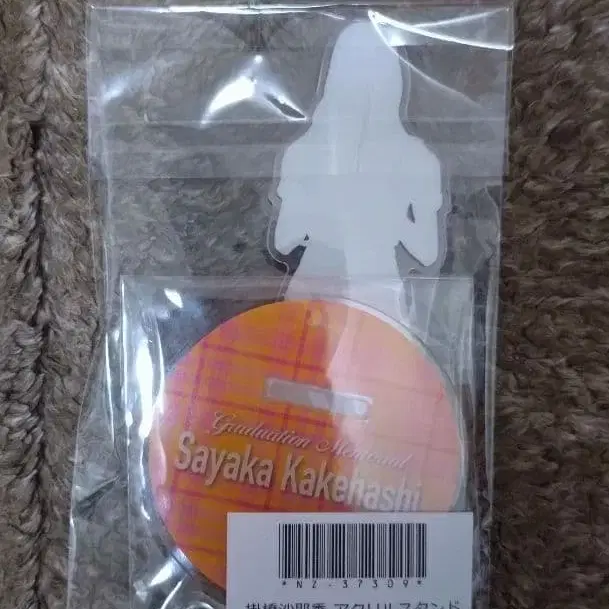 Graduation Memorial
Sayaka Kakehashi
*N2-37309*
掛橋沙耶香 アクリルスタンド